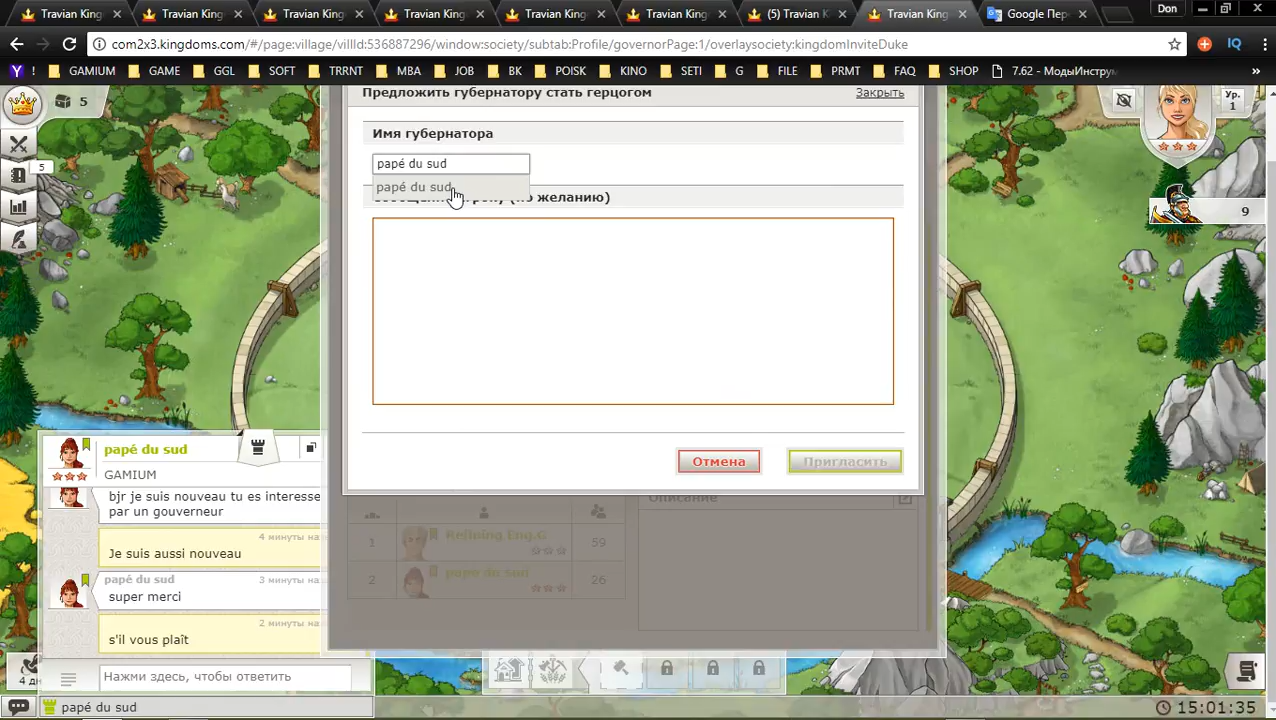 Travian King
Travian King
Travian King
Travian King
Travian King
Travian King
(5) Travian K
Travian King
Google Пер
Don
com2x3.kingdoms.com/#/page:village/villId:536887296/window:society/subtab:Profile/governorPage:1/overlaysociety:kingdomInviteDuke
IQ
!
GAMIUM
GAME
GGL
SOFT
TRRNT
MBA
JOB
BK
POISK
KINO
SETI
G
FILE
PRMT
FAQ
SHOP
7.62 - МодыИнструм
»
5
5
Предложить губернатору стать герцогом
Закрыть
Имя губернатора
papé du sud
papé du sud
(по желанию)
Отмена
Пригласить
Ур.
1
9
papé du sud
GAMIUM
bjr je suis nouveau tu es interesse
par un gouverneur
4 минуты на
Je suis aussi nouveau
papé du sud
3 минуты на
super merci
2 минуты на
s'il vous plaît
Нажми здесь, чтобы ответить
papé du sud
Описание
1
Refining Eng.G
59
2
papé du sud
26
4 дн
15:01:35